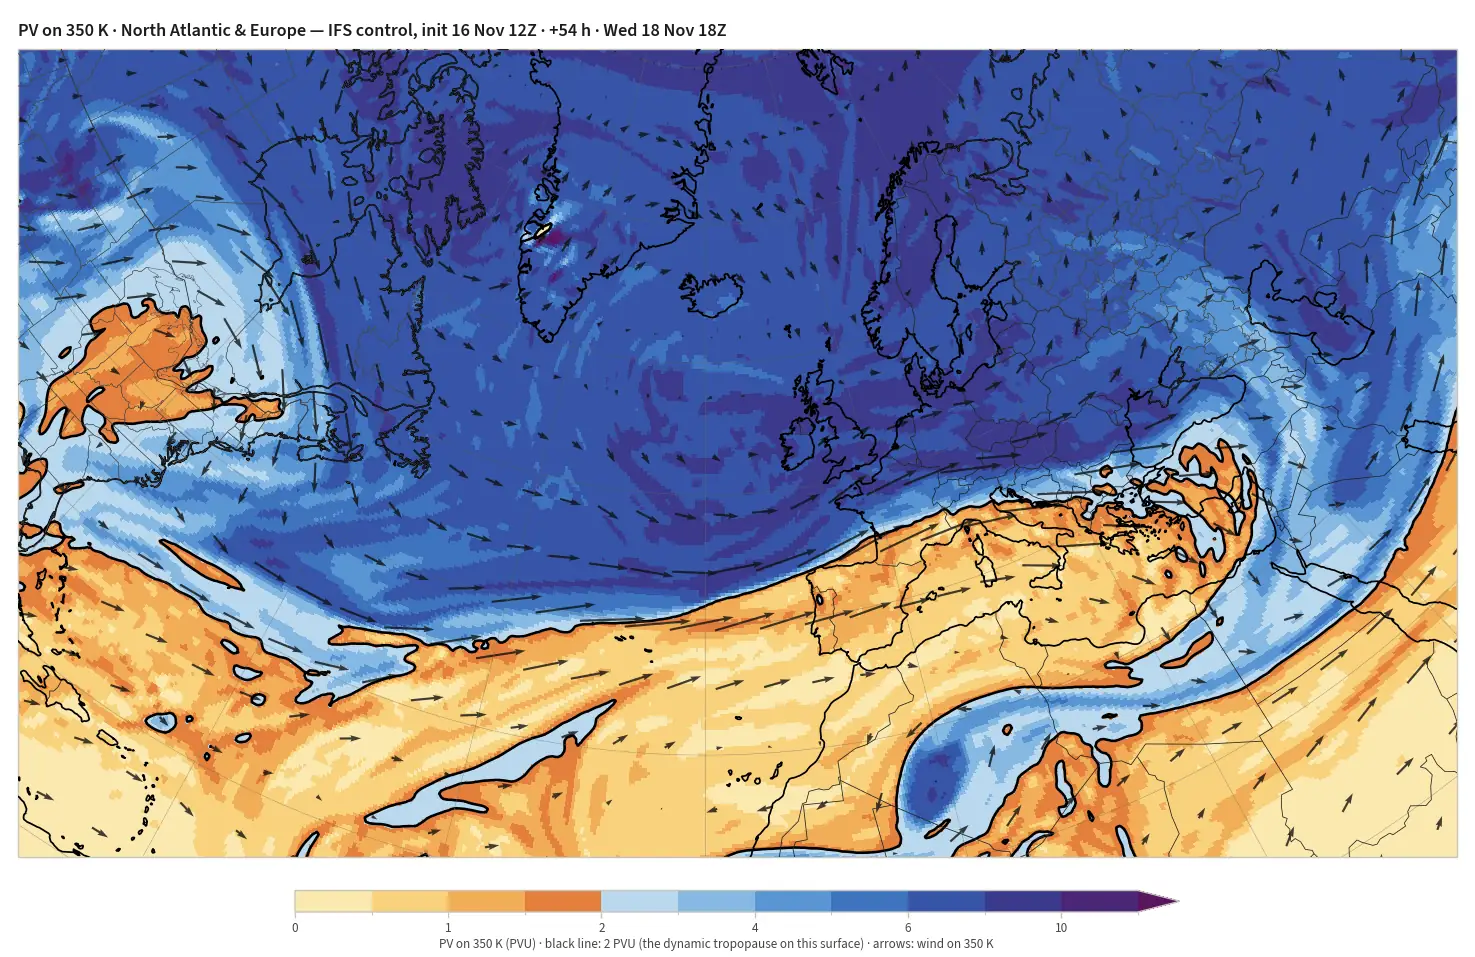 PV on 350 K · North Atlantic & Europe — IFS control, init 16 Nov 12Z · +54 h · Wed 18 Nov 18Z
0 1 2 4 6 10
PV on 350 K (PVU) · black line: 2 PVU (the dynamic tropopause on this surface) · arrows: wind on 350 K